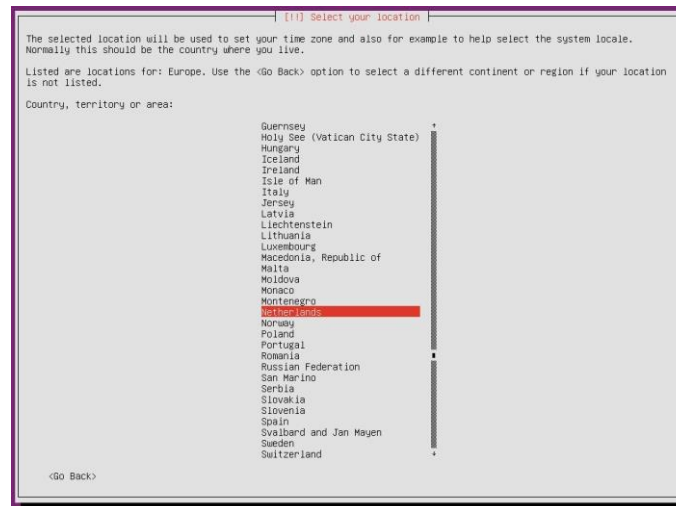 [!!] Select your location
The selected location will be used to set your time zone and also for example to help select the system locale.
Normally this should be the country where you live.
Listed are locations for: Europe. Use the <Go Back> option to select a different continent or region if your location
is not listed.
Country, territory or area:
Guernsey
Holy See (Vatican City State)
Hungary
Iceland
Ireland
Isle of Man
Italy
Jersey
Latvia
Liechtenstein
Lithuania
Luxembourg
Macedonia, Republic of
Malta
Moldova
Monaco
Montenegro
Netherlands
Norway
Poland
Portugal
Romania
Russian Federation
San Marino
Serbia
Slovakia
Slovenia
Spain
Svalbard and Jan Mayen
Sweden
Switzerland
<Go Back>